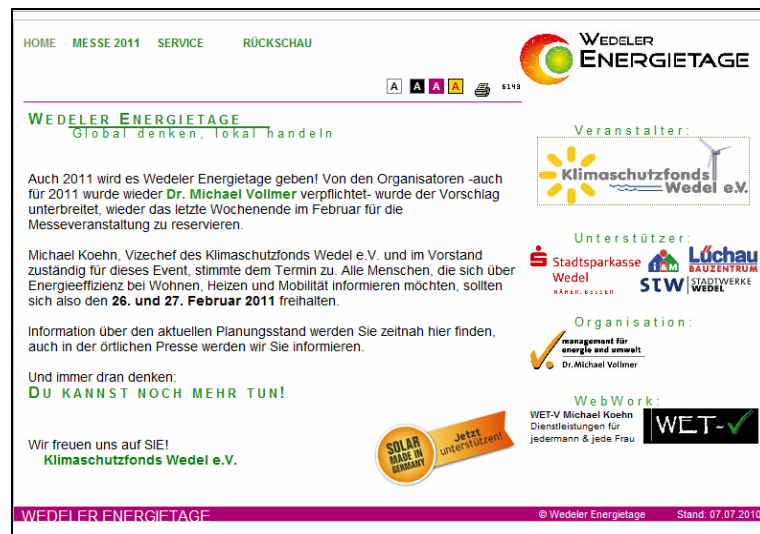 HOME MESSE 2011 SERVICE RÜCKSCHAU
WEDELER
ENERGIETAGE
A A A A 6143
WEDELER ENERGIETAGE
Global denken, lokal handeln
Auch 2011 wird es Wedeler Energietage geben! Von den Organisatoren -auch
für 2011 wurde wieder Dr. Michael Vollmer verpflichtet- wurde der Vorschlag
unterbreitet, wieder das letzte Wochenende im Februar für die
Messeveranstaltung zu reservieren.
Michael Koehn, Vizechef des Klimaschutzfonds Wedel e.V. und im Vorstand
zuständig für dieses Event, stimmte dem Termin zu. Alle Menschen, die sich über
Energieeffizienz bei Wohnen, Heizen und Mobilität informieren möchten, sollten
sich also den 26. und 27. Februar 2011 freihalten.
Information über den aktuellen Planungsstand werden Sie zeitnah hier finden,
auch in der örtlichen Presse werden wir Sie informieren.
Und immer dran denken:
DU KANNST NOCH MEHR TUN!
Wir freuen uns auf SIE!
Klimaschutzfonds Wedel e.V.
SOLAR
MADE IN
GERMANY
Jetzt
unterstützen!
Veranstalter:
Klimaschutzfonds
Wedel e.V.
Unterstützer:
Stadtsparkasse
Wedel
I&M
Lüchau
BAUZENTRUM
STW STADTWERKE
WEDEL
Organisation:
management für
energie und umwelt
Dr. Michael Vollmer
WebWork:
WET-V Michael Koehn
Dienstleistungen für
jedermann & jede Frau
WET-
WEDELER ENERGIETAGE © Wedeler Energietage Stand: 07.07.2010